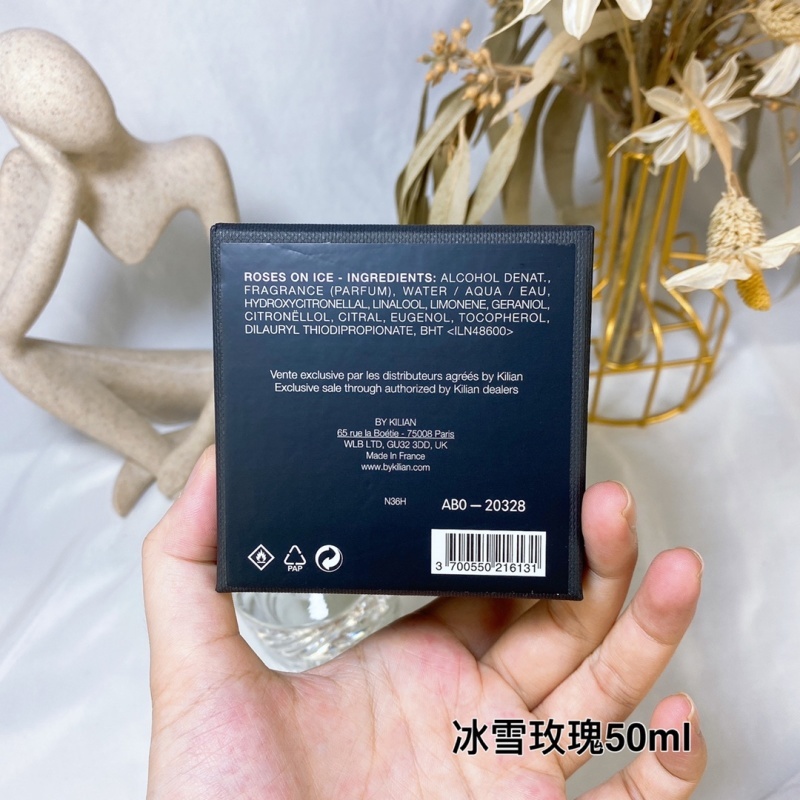 ROSES ON ICE - INGREDIENTS: ALCOHOL DENAT.,
FRAGRANCE (PARFUM), WATER / AQUA / EAU,
HYDROXYCITRONELLAL, LINALOOL, LIMONENE, GERANIOL,
CITRONËLLOL, CITRAL, EUGENOL, TOCOPHEROL,
DILAURYL THIODIPROPIONATE, BHT <ILN48600>
Vente exclusive par les distributeurs agréés by Kilian
Exclusive sale through authorized by Kilian dealers
BY KILIAN
65 rue la Boëtie - 75008 Paris
WLB LTD, GU32 3DD, UK
Made In France
www.bykilian.com
N36H
AB0 — 20328
PAP
3 700550 216131
冰雪玫瑰50ml